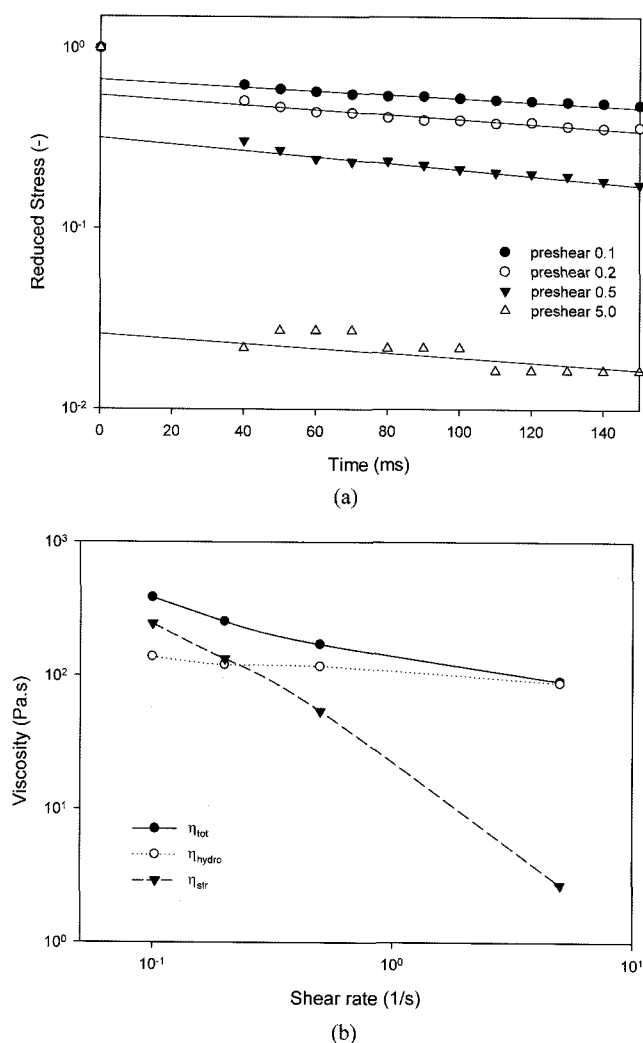 10⁰
10⁻¹
10⁻²
Reduced Stress (-)
preshear 0.1
preshear 0.2
preshear 0.5
preshear 5.0
0 20 40 60 80 100 120 140
Time (ms)
(a)
10³
10²
10¹
10⁰
Viscosity (Pa.s)
η_tot
η_hydro
η_str
10⁻¹ 10⁰ 10¹
Shear rate (1/s)
(b)